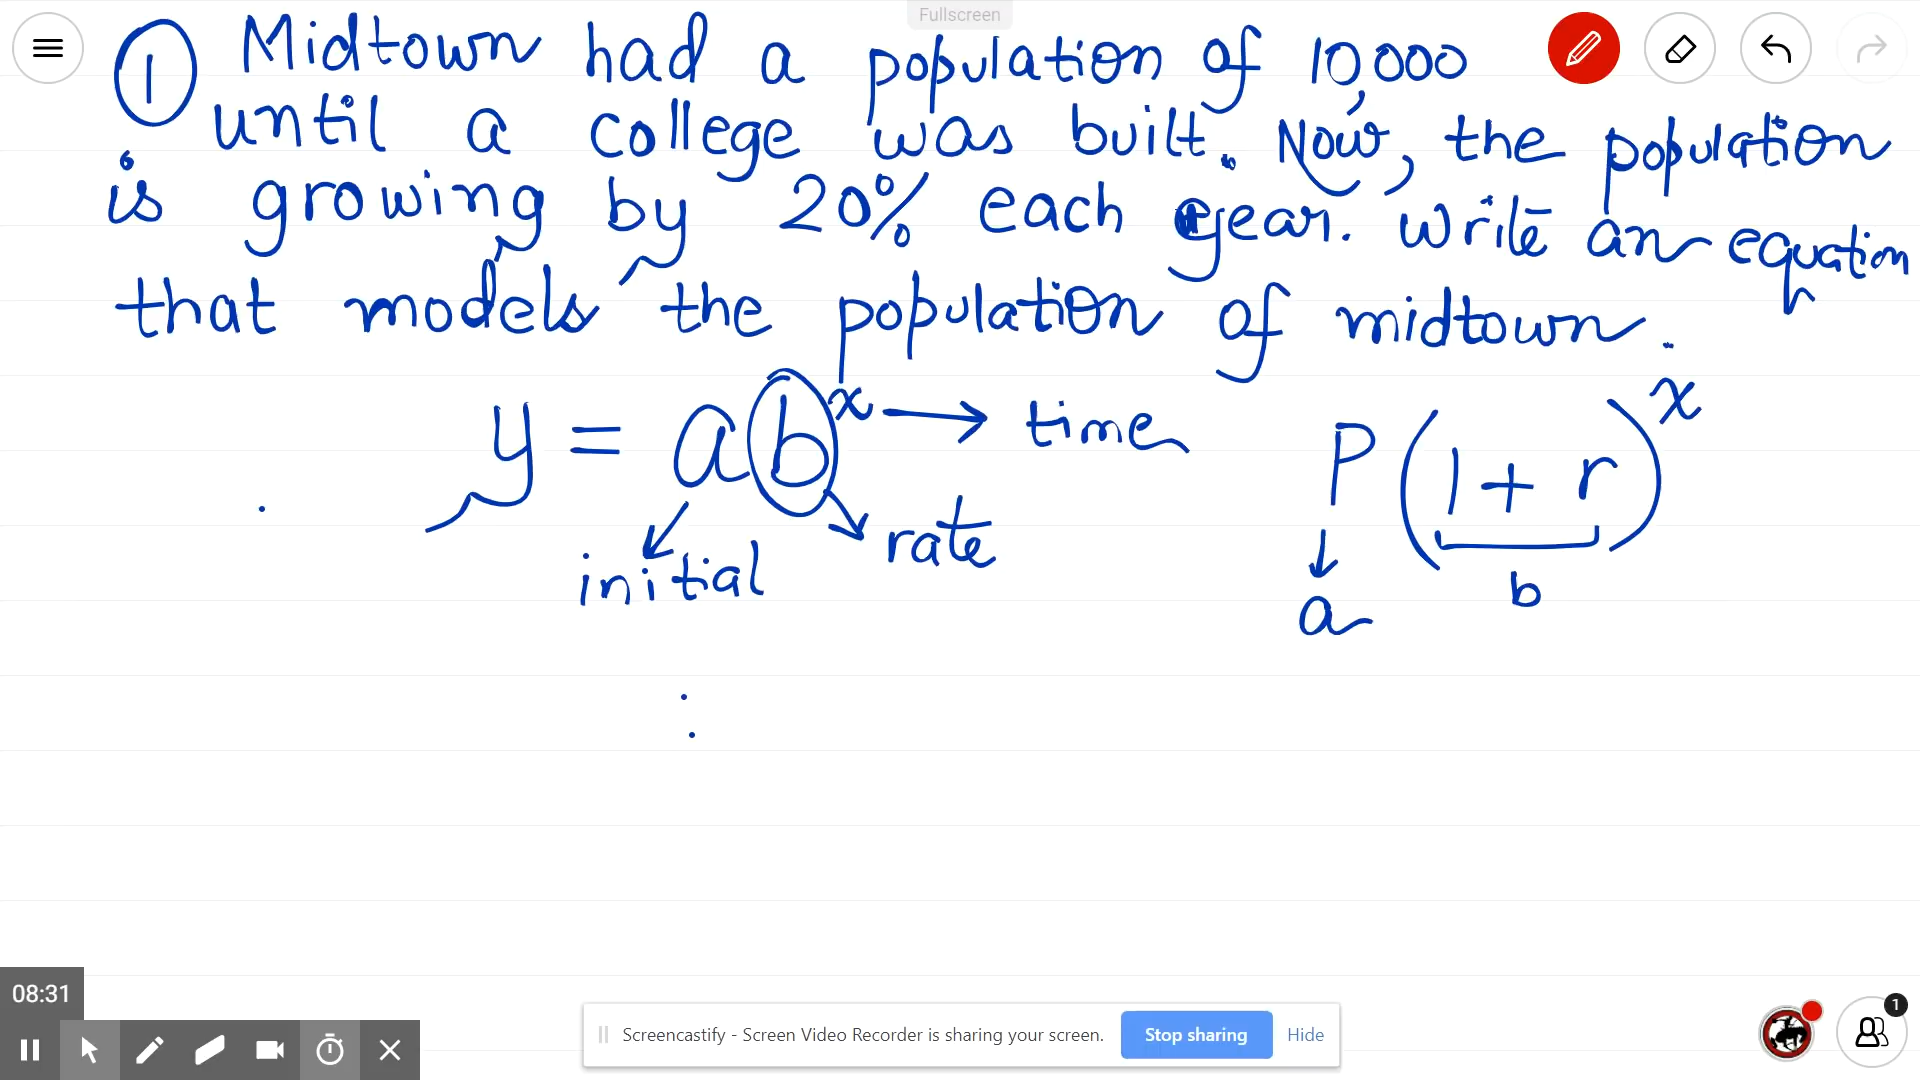 Fullscreen
① Midtown had a population of 10,000
until a college was built. Now, the population
is growing by 20% each year. Write an equation
that models the population of midtown.
y = ab^x → time
P(1 + r)^x
initial
rate
a
b
08:31
Screencastify - Screen Video Recorder is sharing your screen.
Stop sharing
Hide
1